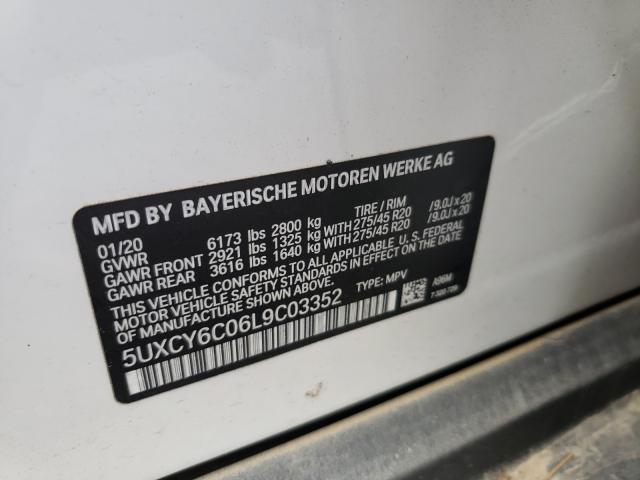 MFD BY BAYERISCHE MOTOREN WERKE AG
01/20 TIRE / RIM
GVWR 6173 lbs 2800 kg
GAWR FRONT 2921 lbs 1325 kg WITH 275/45 R20 /9.0J x 20
GAWR REAR 3616 lbs 1640 kg WITH 275/45 R20 /9.0J x 20
THIS VEHICLE CONFORMS TO ALL APPLICABLE U.S. FEDERAL
MOTOR VEHICLE SAFETY STANDARDS IN EFFECT ON THE DATE
OF MANUFACTURE SHOWN ABOVE.
5UXCY6C06L9C03352 TYPE: MPV A96M